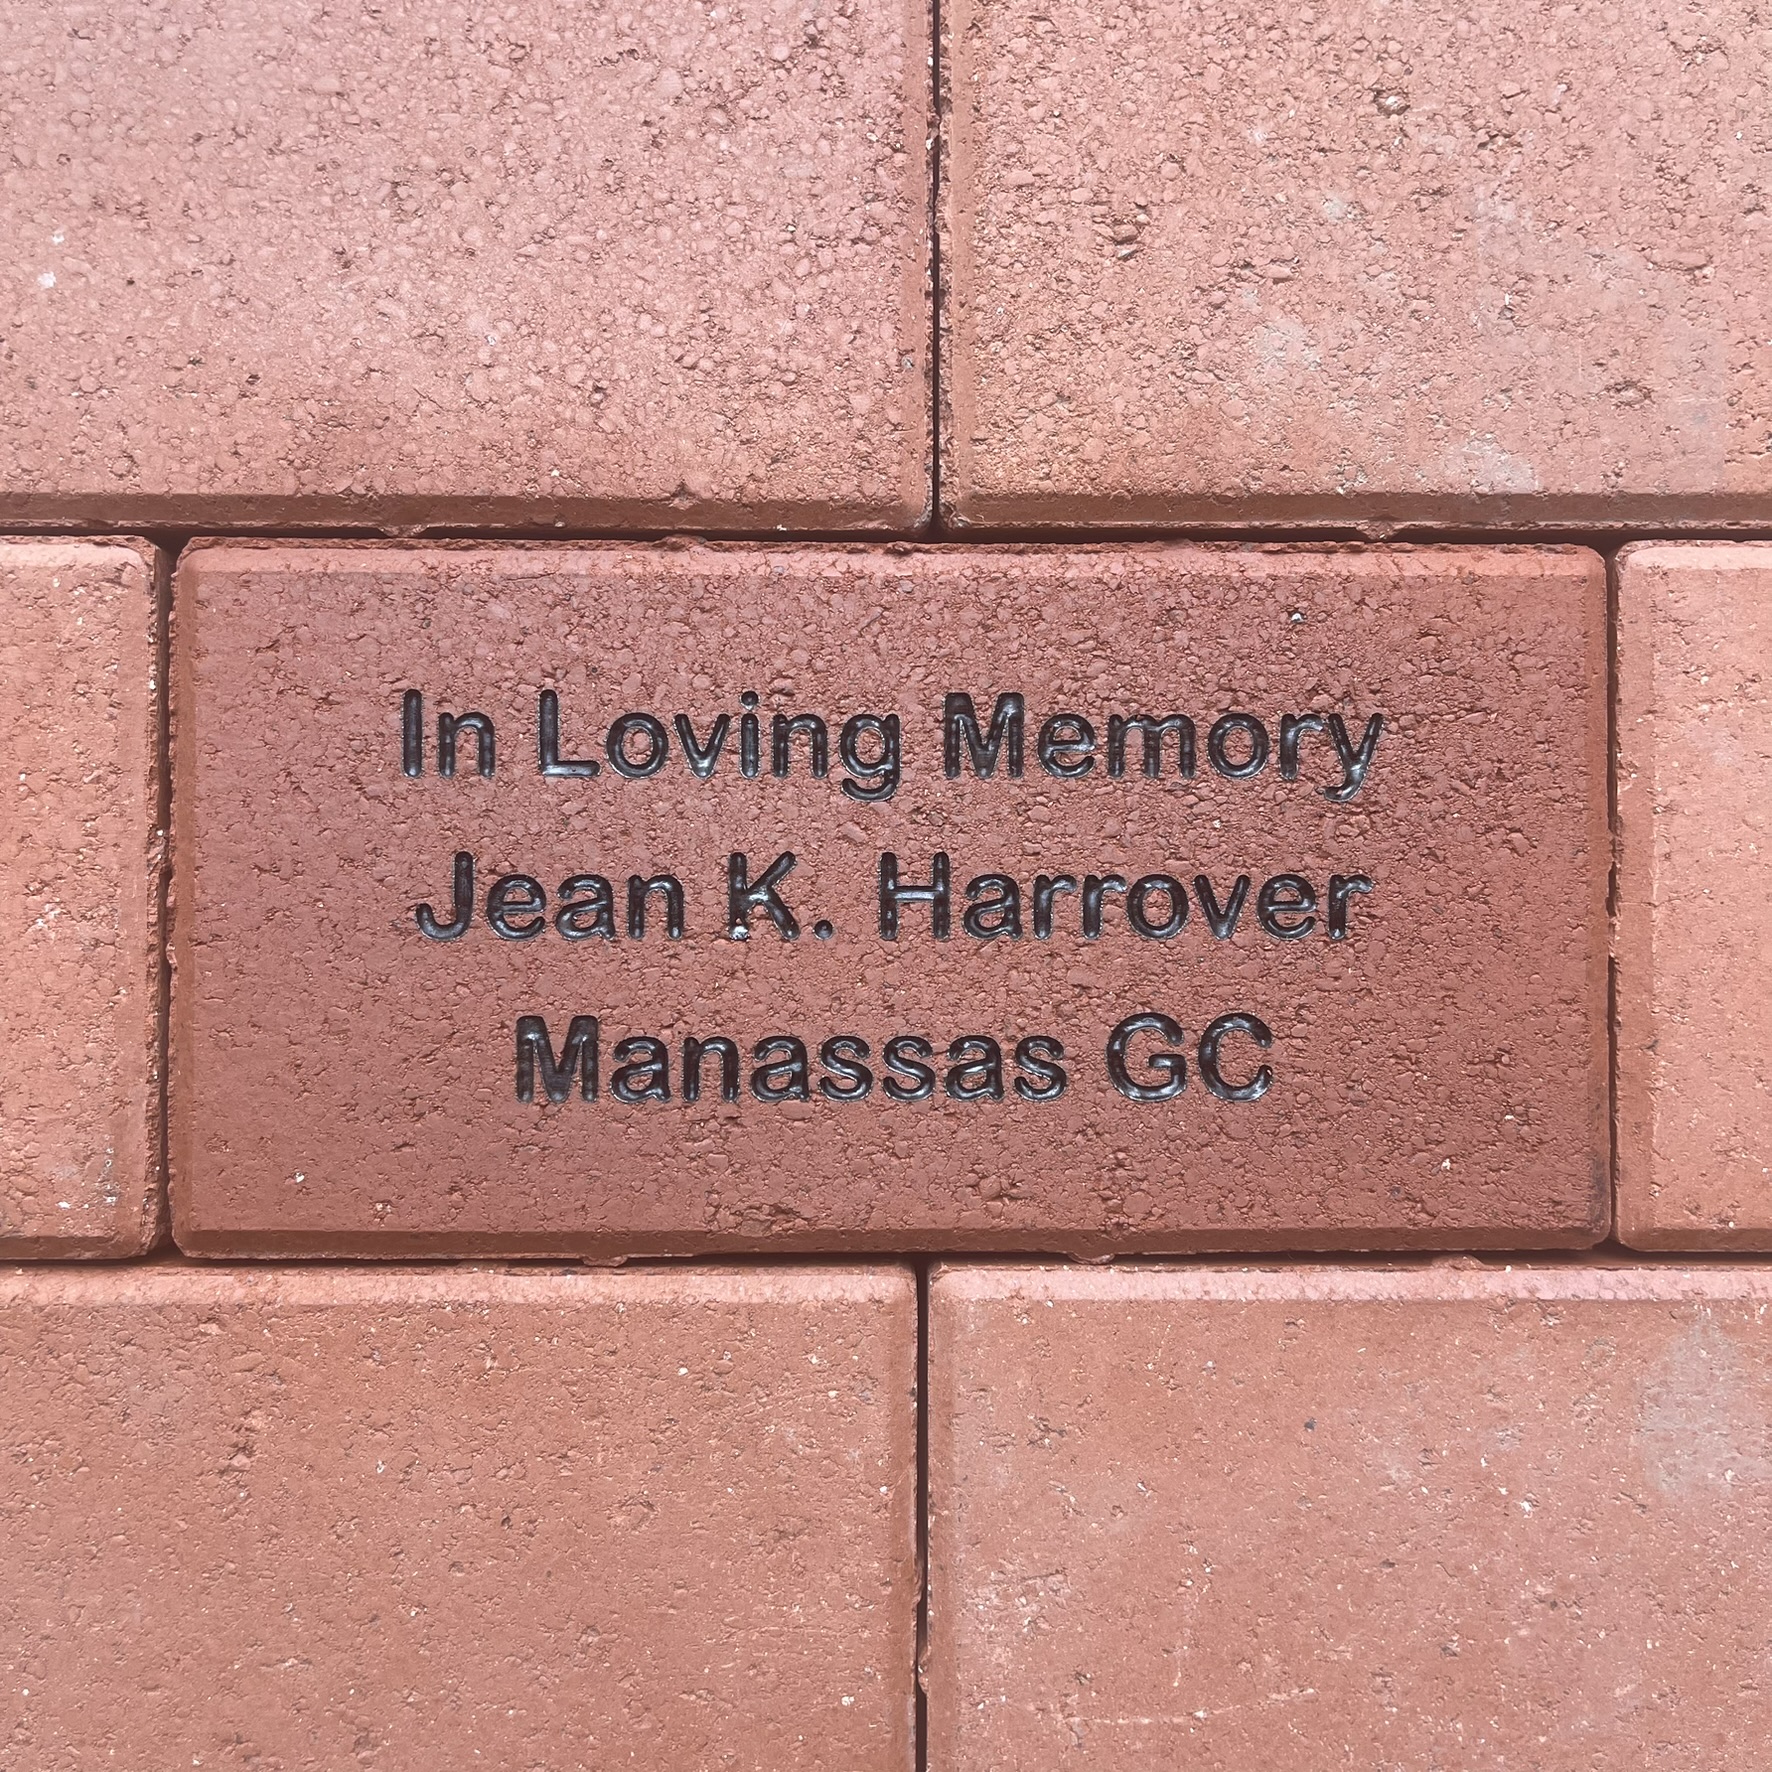 In Loving Memory
Jean K. Harrover
Manassas GC